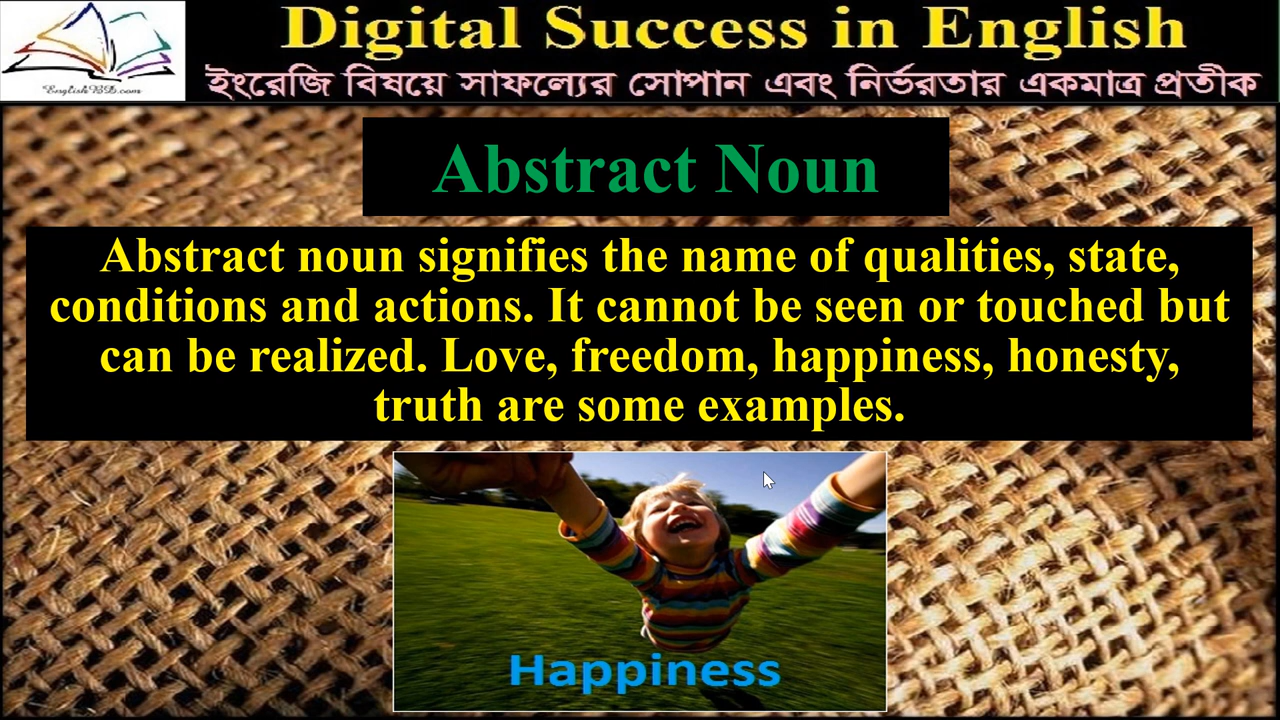 Digital Success in English
ইংরেজি বিষয়ে সাফল্যের সোপান এবং নির্ভরতার একমাত্র প্রতীক
EnglishBD.com
Abstract Noun
Abstract noun signifies the name of qualities, state,
conditions and actions. It cannot be seen or touched but
can be realized. Love, freedom, happiness, honesty,
truth are some examples.
Happiness